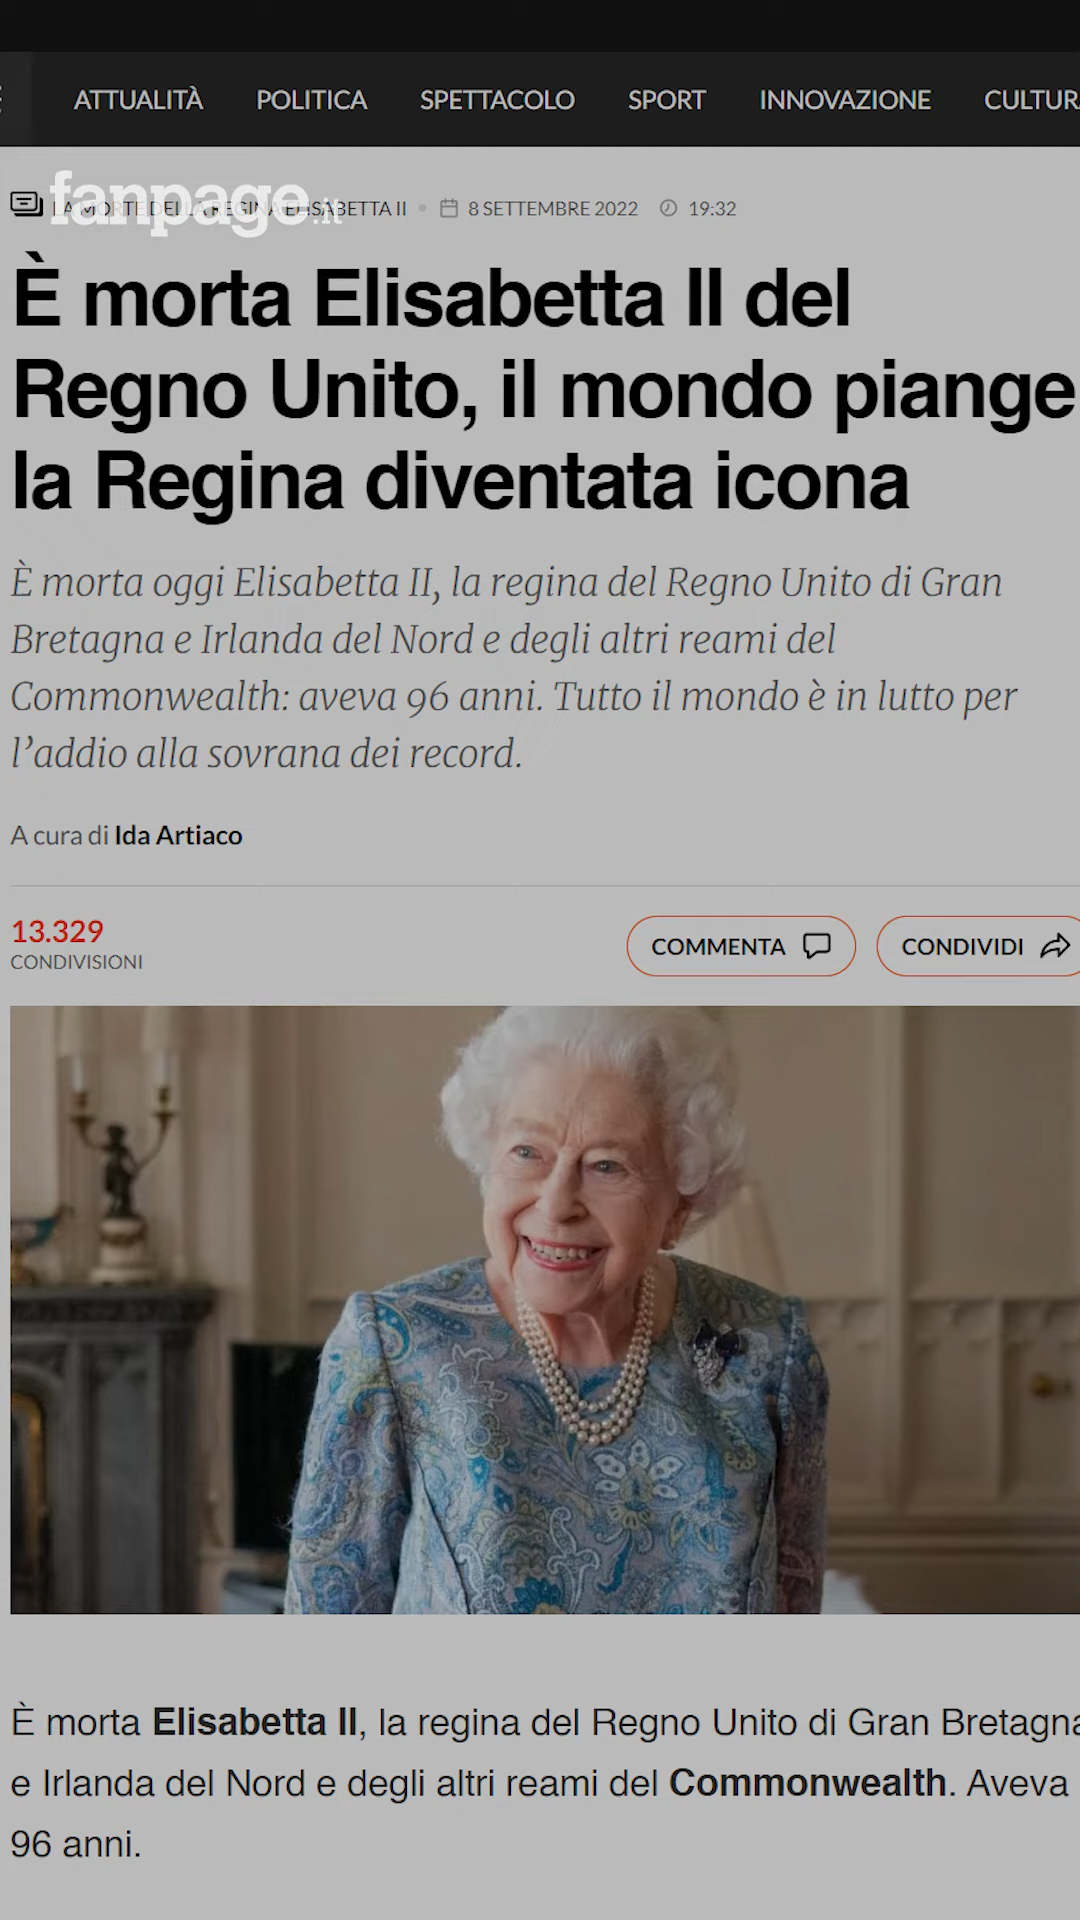 ATTUALITÀ POLITICA SPETTACOLO SPORT INNOVAZIONE CULTURA
fanpage.it
LA MORTE DELLA REGINA ELISABETTA II 8 SETTEMBRE 2022 19:32
È morta Elisabetta II del
Regno Unito, il mondo piange
la Regina diventata icona
È morta oggi Elisabetta II, la regina del Regno Unito di Gran
Bretagna e Irlanda del Nord e degli altri reami del
Commonwealth: aveva 96 anni. Tutto il mondo è in lutto per
l’addio alla sovrana dei record.
A cura di Ida Artiaco
13.329
CONDIVISIONI
COMMENTA
CONDIVIDI
È morta Elisabetta II, la regina del Regno Unito di Gran Bretagna
e Irlanda del Nord e degli altri reami del Commonwealth. Aveva
96 anni.